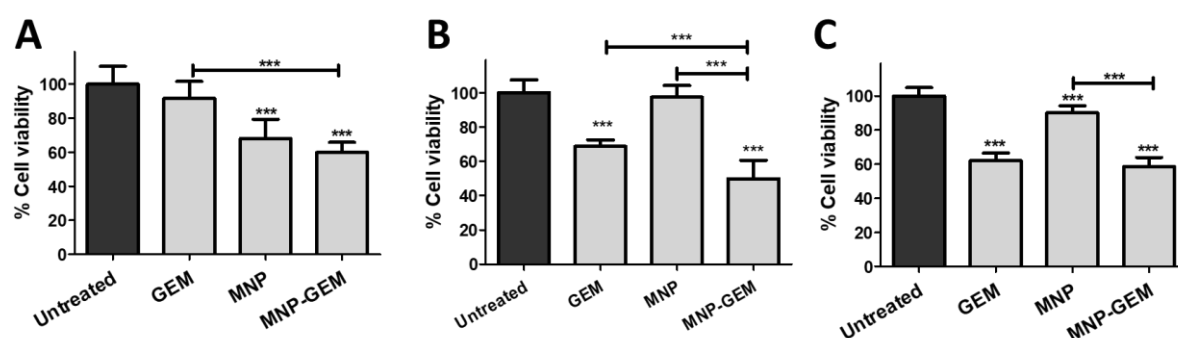 A
% Cell viability
100
80
60
40
20
0
***
***
***
Untreated
GEM
MNP
MNP-GEM
B
% Cell viability
100
80
60
40
20
0
***
***
***
***
Untreated
GEM
MNP
MNP-GEM
C
% Cell viability
100
80
60
40
20
0
***
***
***
***
Untreated
GEM
MNP
MNP-GEM